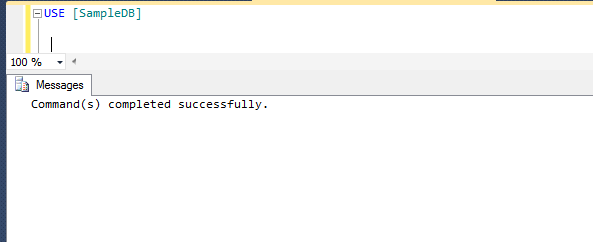 USE [SampleDB]
100 %
Messages
Command(s) completed successfully.